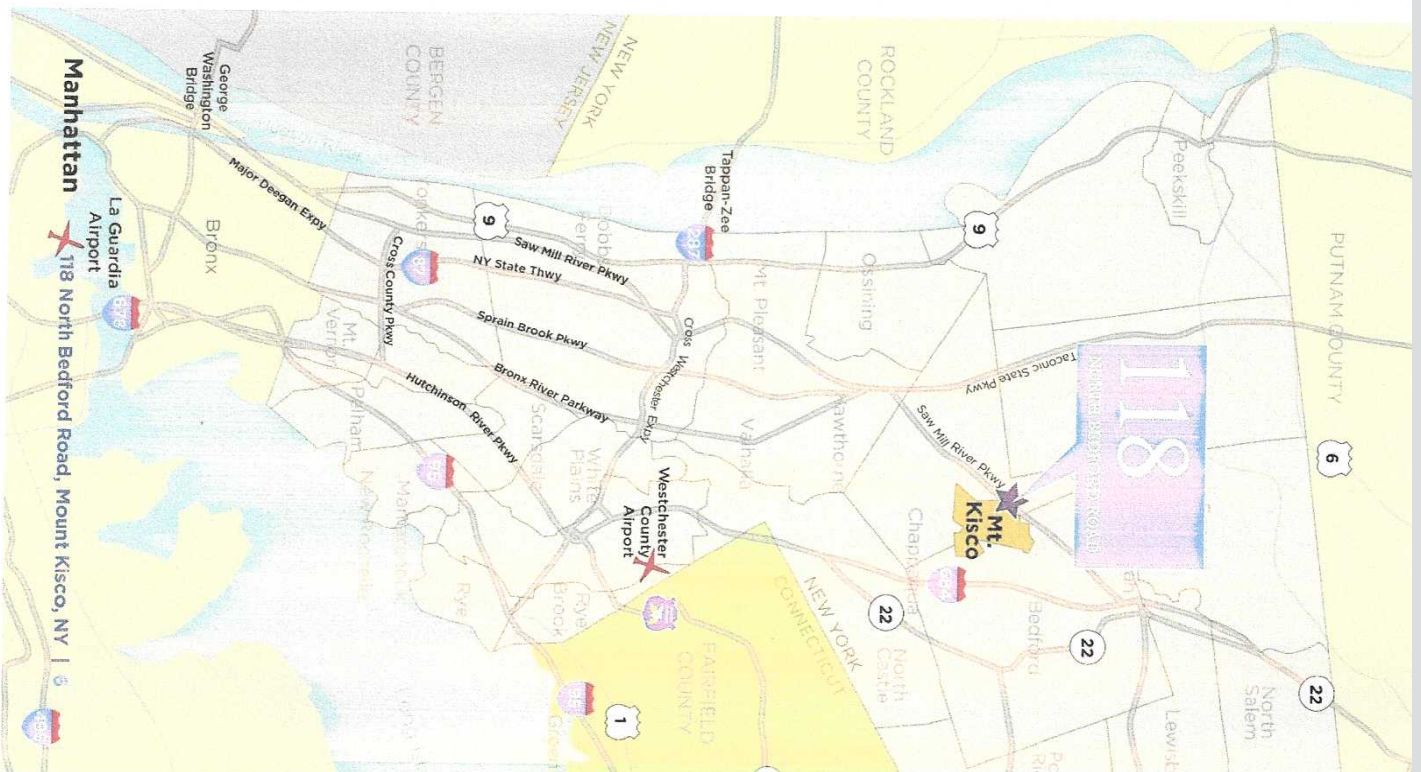 PUTNAM COUNTY
6
22
Peekskill
North
Salem
118
Taconic State Pkwy
9
22
Bedford
Mt.
Kisco
Saw Mill River Pkwy
684
ROCKLAND
COUNTY
Ossining
22
North
Castle
NEW YORK
CONNECTICUT
Mt Pleasant
Valhalla
Tappan-Zee
Bridge
287
Cross Westchester Expy
Westchester
County
Airport
FAIRFIELD
COUNTY
NEW YORK
NEW JERSEY
1
White
Plains
Rye
Brook
Saw Mill River Pkwy
NY State Thwy
Sprain Brook Pkwy
Bronx River Parkway
Scarsdale
9
Hutchinson River Pkwy
Rye
BERGEN
COUNTY
87
95
Cross County Pkwy
Mt.
Vernon
Pelham
Major Deegan Expy
George
Washington
Bridge
Bronx
La Guardia
Airport
678
Manhattan
118 North Bedford Road, Mount Kisco, NY | 6